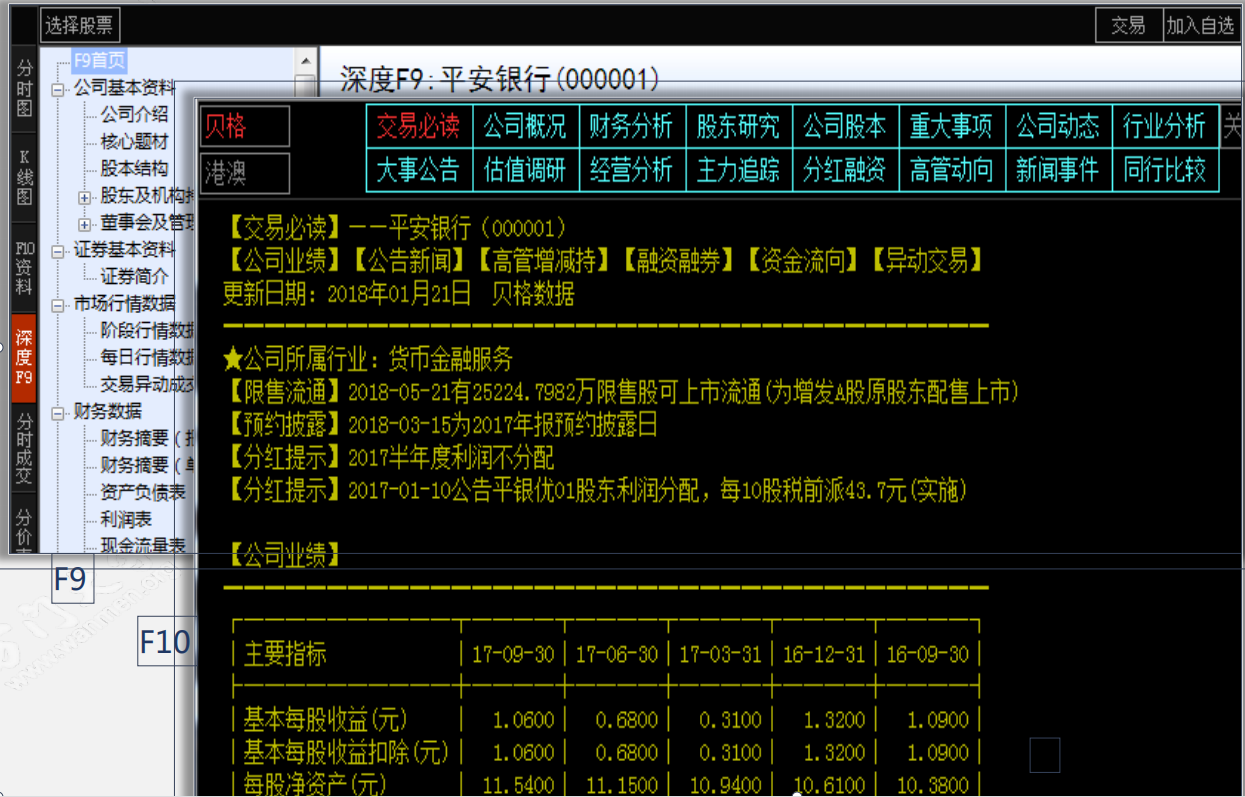 选择股票
交易
加入自选
分时图
K线图
F10资料
深度F9
分时成交
分价
F9首页
公司基本资料
公司介绍
核心题材
股本结构
股东及机构
董事会及管理
证券基本资料
证券简介
市场行情数据
阶段行情数据
每日行情数据
交易异动成交
财务数据
财务摘要(
财务摘要(
资产负债表
利润表
现金流量表
深度F9:平安银行(000001)
贝格
港澳
交易必读 公司概况 财务分析 股东研究 公司股本 重大事项 公司动态 行业分析 关
大事公告 估值调研 经营分析 主力追踪 分红融资 高管动向 新闻事件 同行比较
【交易必读】——平安银行(000001)
【公司业绩】【公告新闻】【高管增减持】【融资融券】【资金流向】【异动交易】
更新日期: 2018年01月21日 贝格数据
★公司所属行业: 货币金融服务
【限售流通】2018-05-21有25224.7982万限售股可上市流通(为增发A股原股东配售上市)
【预约披露】2018-03-15为2017年报预约披露日
【分红提示】2017半年度利润不分配
【分红提示】2017-01-10公告平银优01股东利润分配, 每10股税前派43.7元(实施)
【公司业绩】
主要指标 17-09-30 17-06-30 17-03-31 16-12-31 16-09-30
基本每股收益(元) 1.0600 0.6800 0.3100 1.3200 1.0900
基本每股收益扣除(元) 1.0600 0.6800 0.3100 1.3200 1.0900
每股净资产(元) 11.5400 11.1500 10.9400 10.6100 10.3800
F9
F10